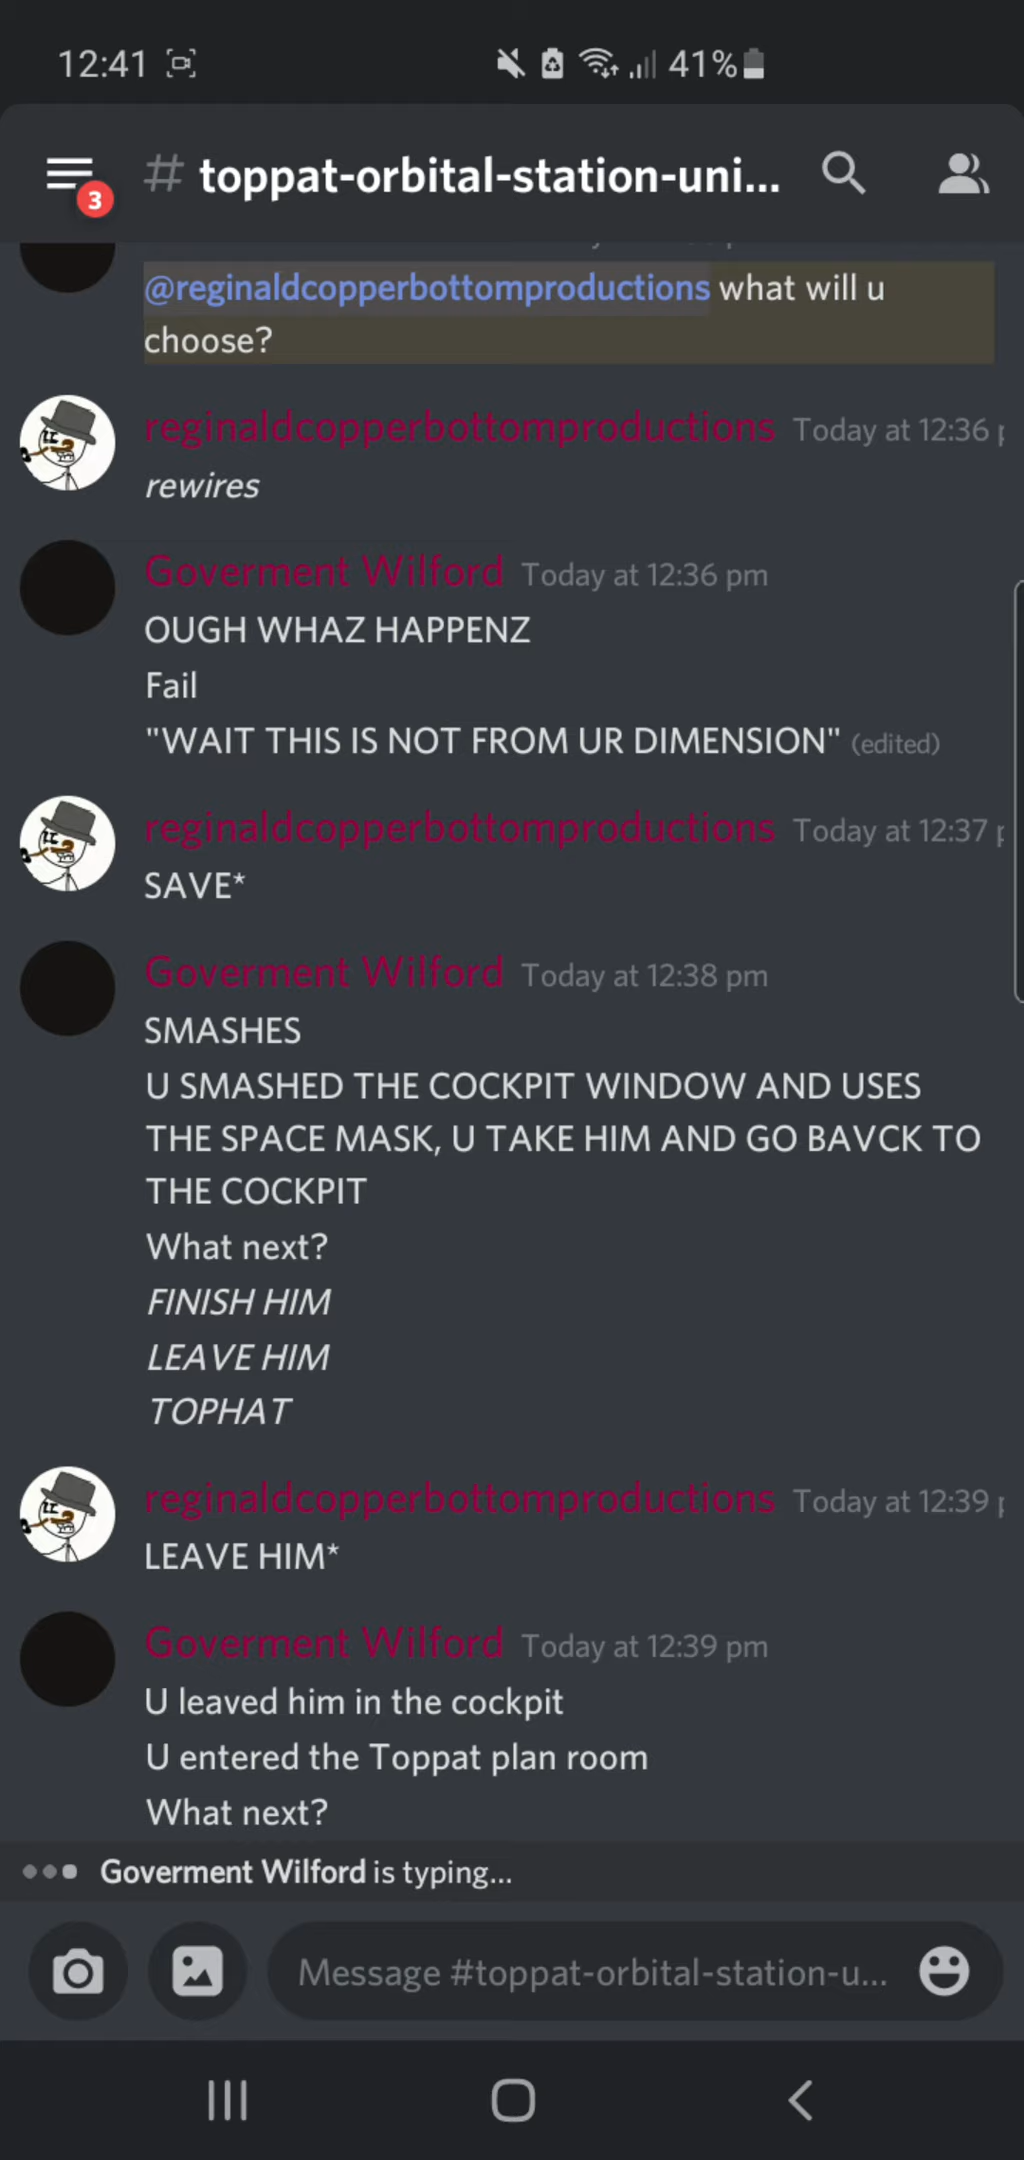 12:41 41%
# toppat-orbital-station-uni...
3
@reginaldcopperbottomproductions what will u
choose?
reginaldcopperbottomproductions Today at 12:36
rewires
Goverment Wilford Today at 12:36 pm
OUGH WHAZ HAPPENZ
Fail
"WAIT THIS IS NOT FROM UR DIMENSION" (edited)
reginaldcopperbottomproductions Today at 12:37
SAVE*
Goverment Wilford Today at 12:38 pm
SMASHES
U SMASHED THE COCKPIT WINDOW AND USES
THE SPACE MASK, U TAKE HIM AND GO BAVCK TO
THE COCKPIT
What next?
FINISH HIM
LEAVE HIM
TOPHAT
reginaldcopperbottomproductions Today at 12:39
LEAVE HIM*
Goverment Wilford Today at 12:39 pm
U leaved him in the cockpit
U entered the Toppat plan room
What next?
Goverment Wilford is typing...
Message #toppat-orbital-station-u...